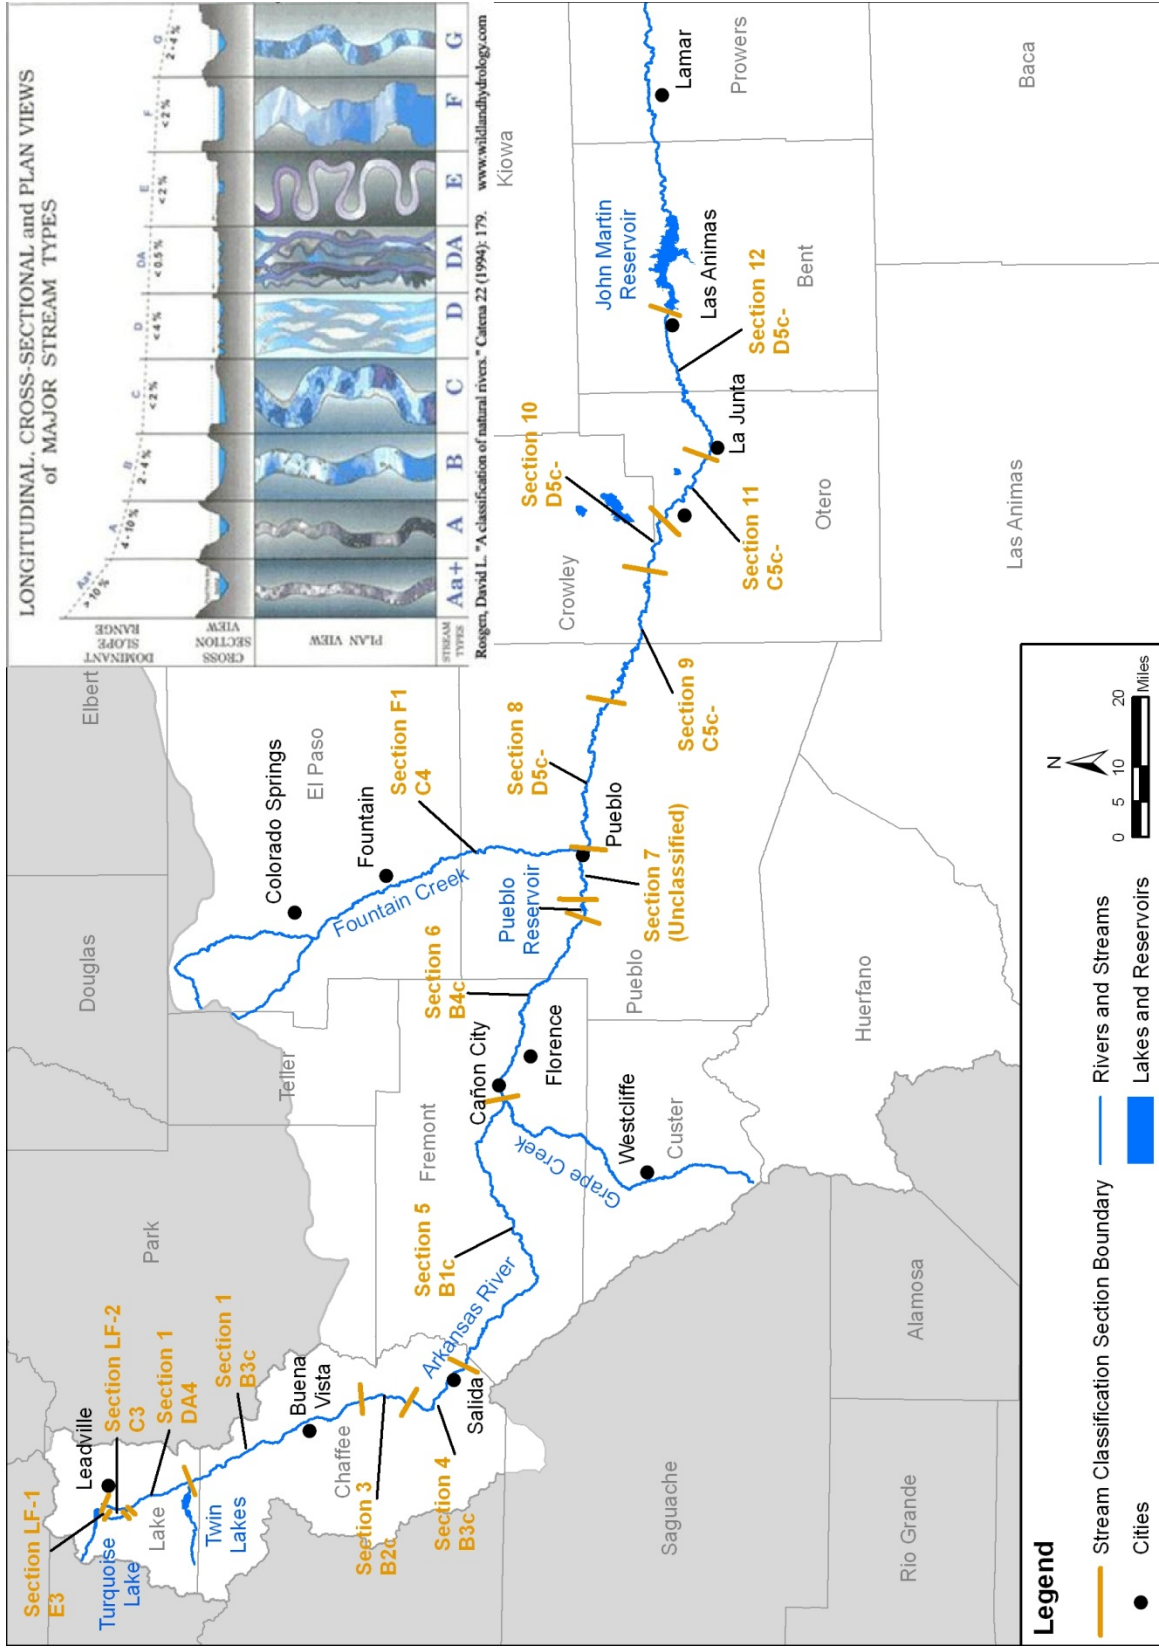 LONGITUDINAL, CROSS-SECTIONAL and PLAN VIEWS
of MAJOR STREAM TYPES
DOMINANT
SLOPE
RANGE
Aa+
>10%
A
4-10%
B
2-4%
C
<2%
D
<4%
DA
<0.5%
E
<2%
F
<2%
G
2-4%
CROSS
SECTION
VIEW
PLAN VIEW
STREAM
TYPES
Aa+
A
B
C
D
DA
E
F
G
Rosgen, David L. "A classification of natural rivers." Catena 22 (1994): 179. www.wildlandhydrology.com
Section LF-1
E3
Turquoise
Lake
Leadville
Section LF-2
C3
Section 1
DA4
Lake
Twin
Lakes
Section 1
B3c
Park
Buena
Vista
Chaffee
Section 3
B2c
Section 4
B3c
Salida
Arkansas River
Section 5
B1c
Saguache
Rio Grande
Alamosa
Fremont
Cañon City
Florence
Grape Creek
Westcliffe
Custer
Huerfano
Teller
Douglas
Elbert
Colorado Springs
El Paso
Fountain
Fountain Creek
Section F1
C4
Section 6
B4c
Pueblo
Reservoir
Pueblo
Section 7
(Unclassified)
Pueblo
Section 8
D5c-
Section 9
C5c-
Crowley
Section 10
D5c-
Section 11
C5c-
Otero
La Junta
Las Animas
Kiowa
John Martin
Reservoir
Las Animas
Section 12
D5c-
Bent
Lamar
Prowers
Baca
Legend
Stream Classification Section Boundary
Rivers and Streams
Cities
Lakes and Reservoirs
N
0 5 10 20
Miles